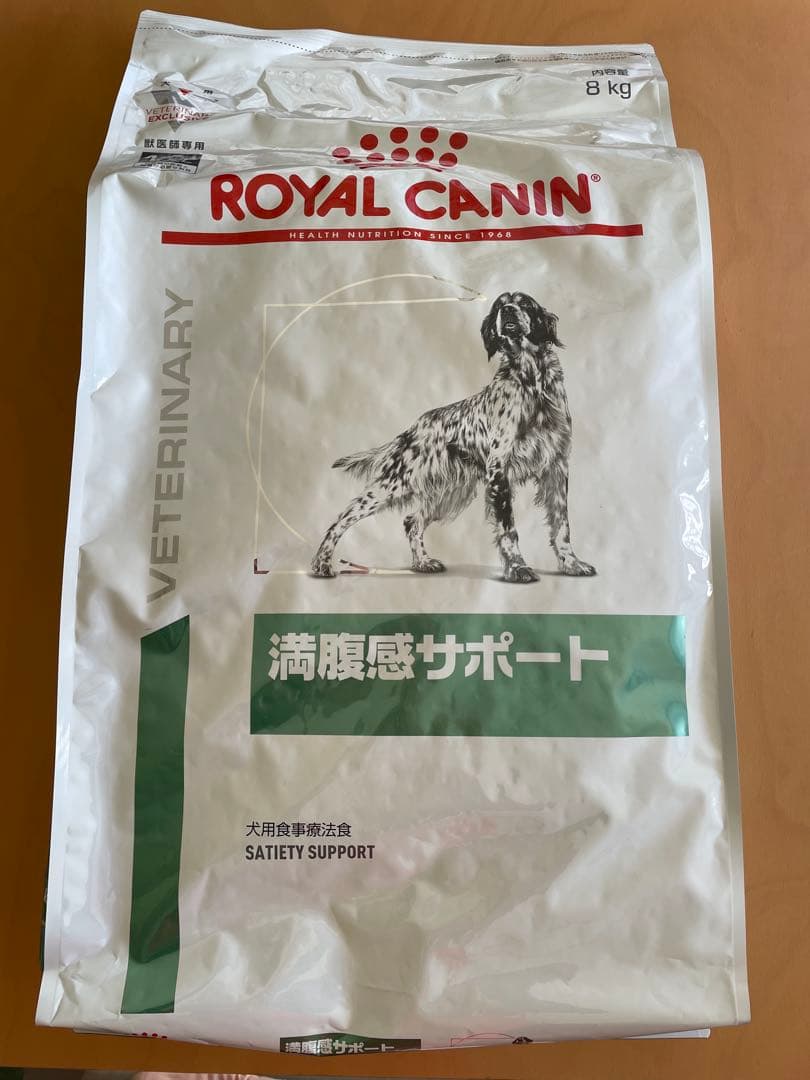 内容量
8 kg
犬 用
VETERINARY
EXCLUSIVE
獣医師専用
ROYAL CANIN®
HEALTH NUTRITION SINCE 1968
VETERINARY
満腹感サポート
犬用食事療法食
SATIETY SUPPORT
満腹感サポート